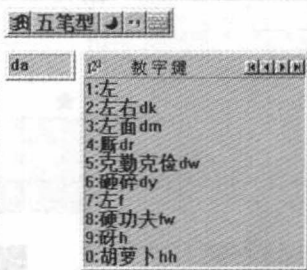 五笔型
da
数字键
1:左
2:左右dk
3:左面dm
4:厨dr
5:克勤克俭dw
6:硬碎dy
7:左f
8:硬功夫fw
9:砑h
0:胡萝卜hh